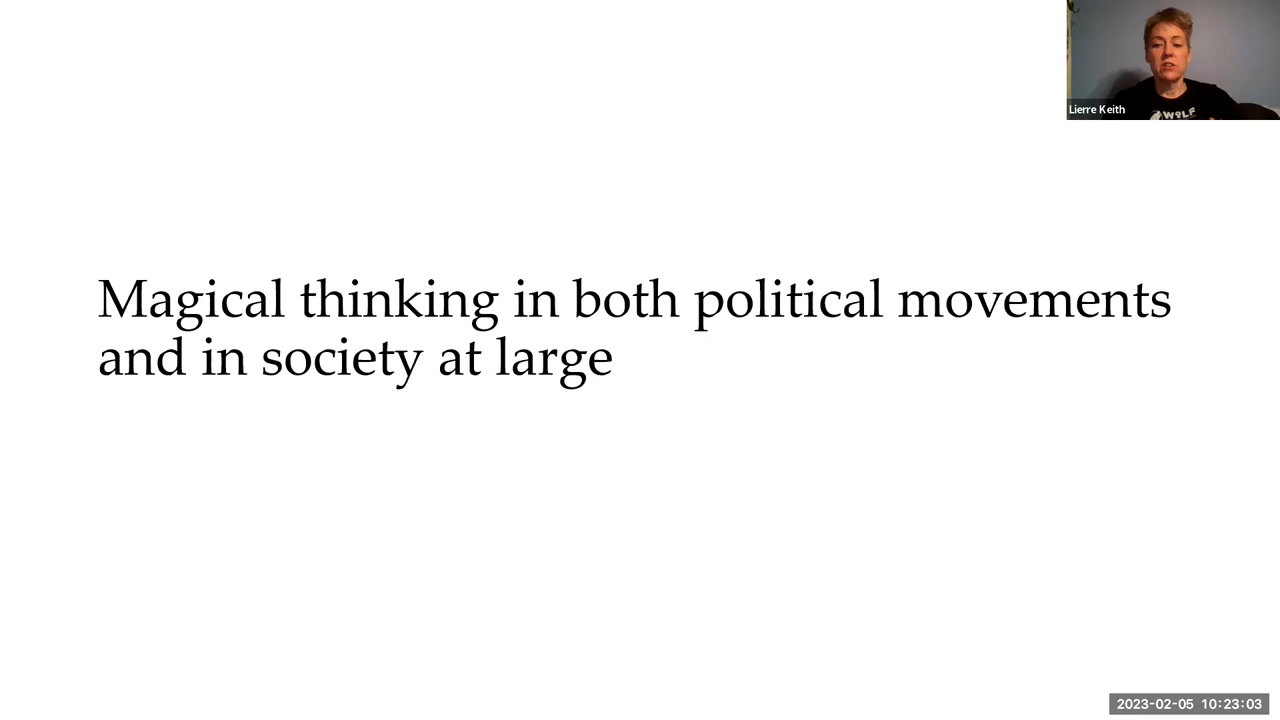 Lierre Keith
WoLF
Magical thinking in both political movements
and in society at large
2023-02-05 10:23:03